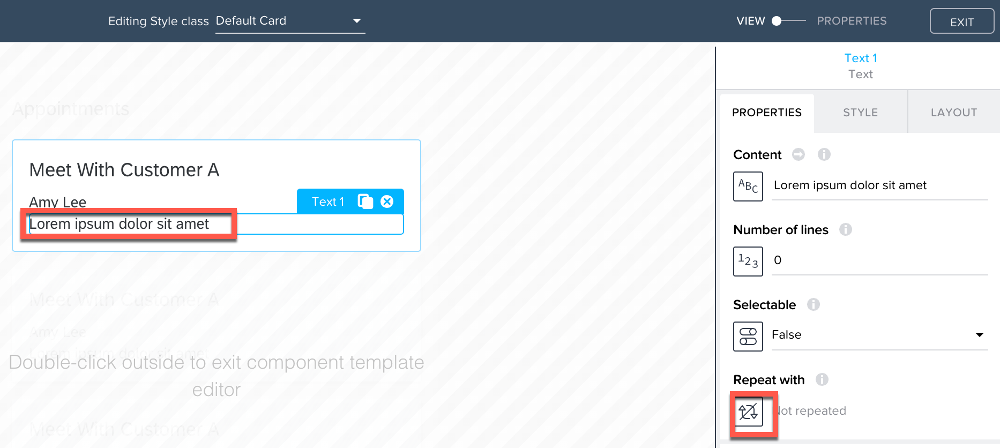 Editing Style class Default Card
VIEW PROPERTIES
EXIT
Appointments
Meet With Customer A
Amy Lee
Text 1
Lorem ipsum dolor sit amet
Meet With Customer A
Amy Lee
Lorem ipsum dolor sit amet
Double-click outside to exit component template
editor
Meet With Customer A
Text 1
Text
PROPERTIES STYLE LAYOUT
Content
ABC Lorem ipsum dolor sit amet
Number of lines
123 0
Selectable
False
Repeat with
Not repeated